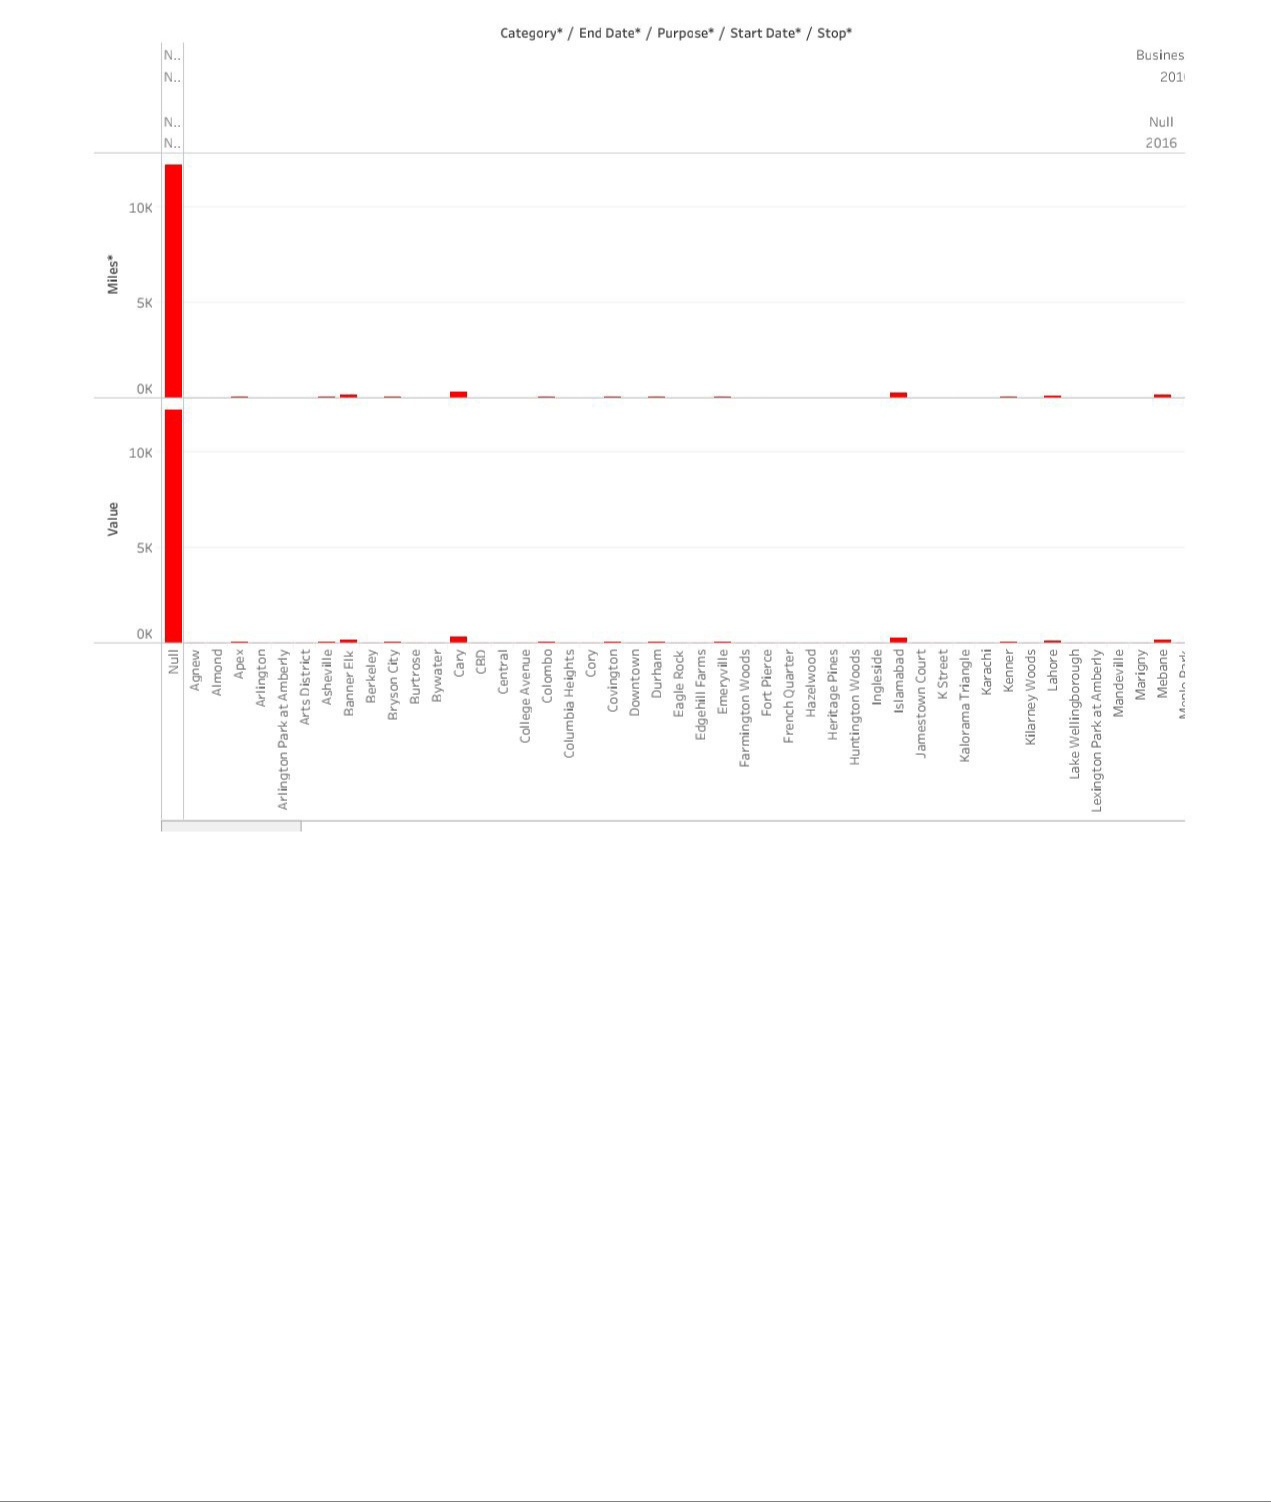 Category* / End Date* / Purpose* / Start Date* / Stop*
N..
Busines
N..
201
N..
Null
N..
2016
10K
5K
0K
Miles*
10K
5K
0K
Value
Null
Agnew
Almond
Apex
Arlington
Arlington Park at Amberly
Arts District
Asheville
Banner Elk
Berkeley
Bryson City
Burtrose
Bywater
Cary
CBD
Central
College Avenue
Colombo
Columbia Heights
Cory
Covington
Downtown
Durham
Eagle Rock
Edgehill Farms
Emeryville
Farmington Woods
Fort Pierce
French Quarter
Hazelwood
Heritage Pines
Huntington Woods
Ingleside
Islamabad
Jamestown Court
K Street
Kalorama Triangle
Karachi
Kenner
Kilarney Woods
Lahore
Lake Wellingborough
Lexington Park at Amberly
Mandeville
Marigny
Mebane